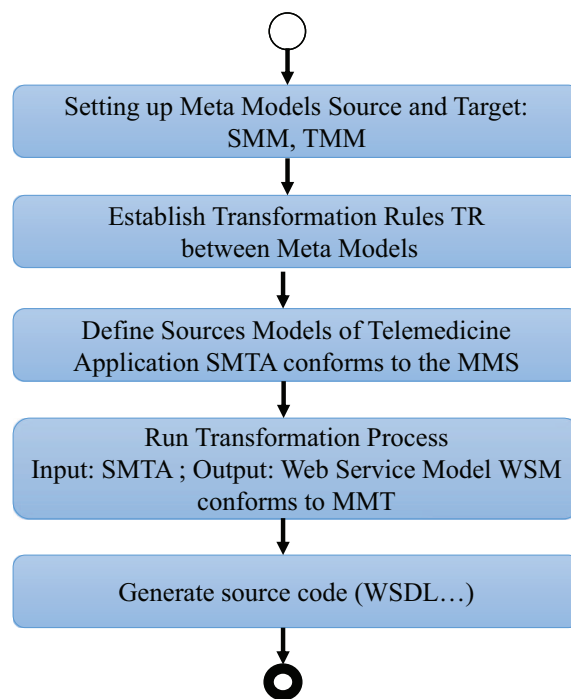 Setting up Meta Models Source and Target:
SMM, TMM
Establish Transformation Rules TR
between Meta Models
Define Sources Models of Telemedicine
Application SMTA conforms to the MMS
Run Transformation Process
Input: SMTA ; Output: Web Service Model WSM
conforms to MMT
Generate source code (WSDL…)